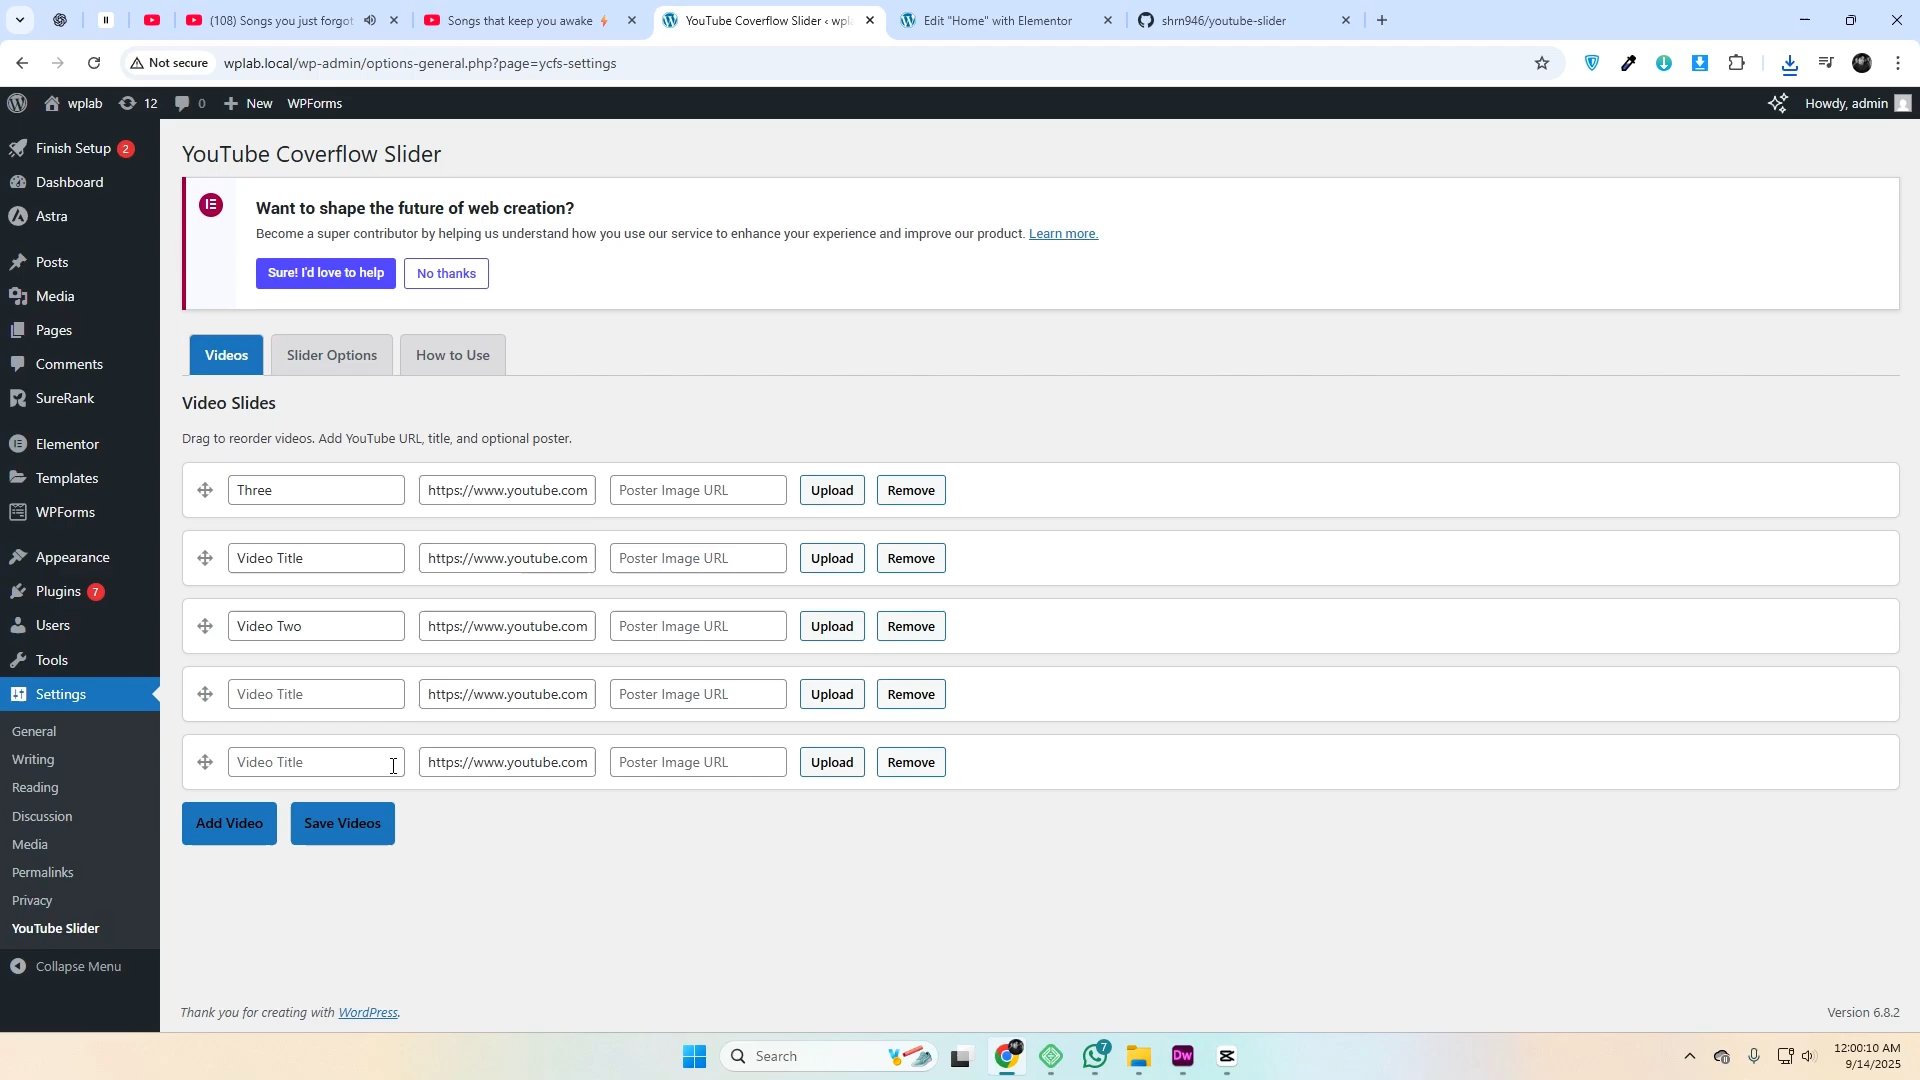 (108) Songs you just forgot
Songs that keep you awake
YouTube Coverflow Slider ‹ wpl
Edit "Home" with Elementor
shrn946/youtube-slider
Not secure
wplab.local/wp-admin/options-general.php?page=ycfs-settings
wplab
12
0
New
WPForms
Howdy, admin
Finish Setup 2
Dashboard
Astra
Posts
Media
Pages
Comments
SureRank
Elementor
Templates
WPForms
Appearance
Plugins 7
Users
Tools
Settings
General
Writing
Reading
Discussion
Media
Permalinks
Privacy
YouTube Slider
Collapse Menu
YouTube Coverflow Slider
Want to shape the future of web creation?
Become a super contributor by helping us understand how you use our service to enhance your experience and improve our product. Learn more.
Sure! I'd love to help
No thanks
Videos
Slider Options
How to Use
Video Slides
Drag to reorder videos. Add YouTube URL, title, and optional poster.
Three https://www.youtube.com Poster Image URL Upload Remove
Video Title https://www.youtube.com Poster Image URL Upload Remove
Video Two https://www.youtube.com Poster Image URL Upload Remove
Video Title https://www.youtube.com Poster Image URL Upload Remove
Video Title https://www.youtube.com Poster Image URL Upload Remove
Add Video
Save Videos
Thank you for creating with WordPress.
Version 6.8.2
Search
7
Dw
12:00:10 AM
9/14/2025